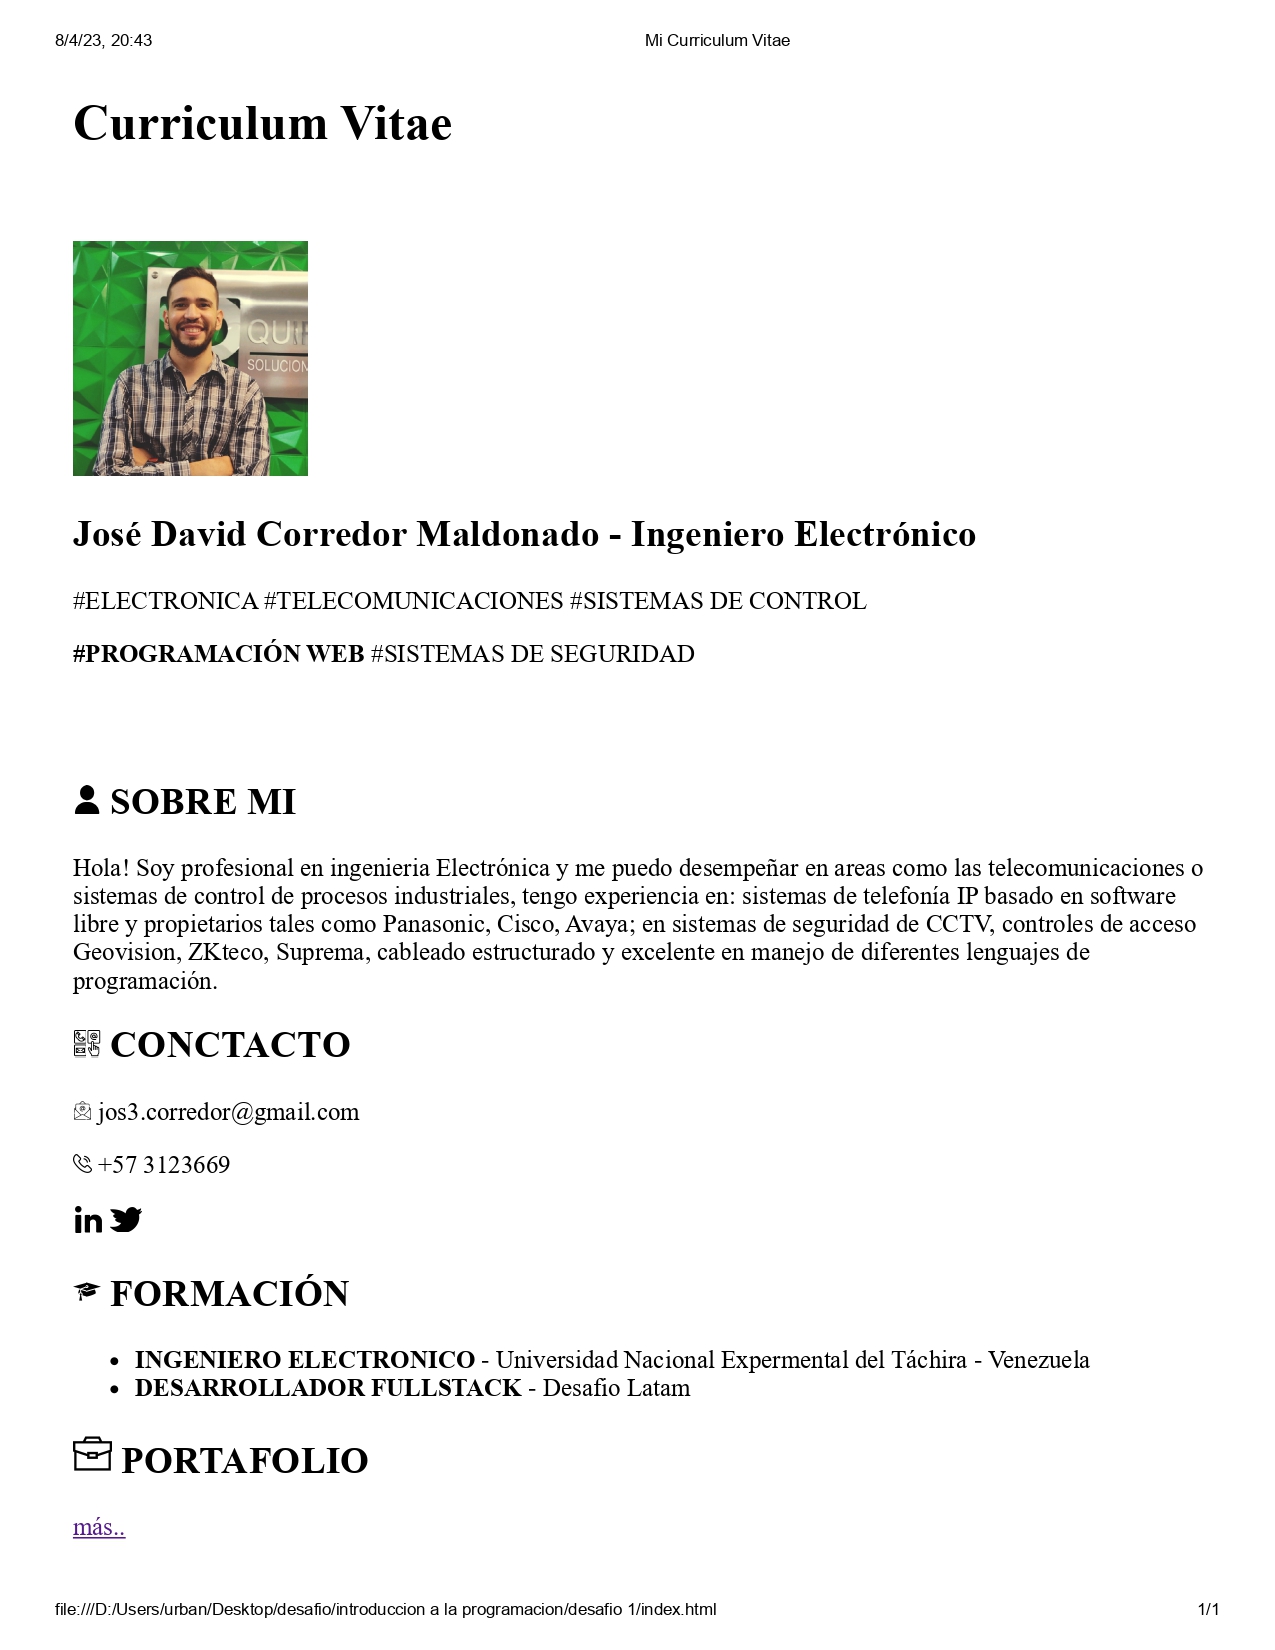 8/4/23, 20:43 Mi Curriculum Vitae
Curriculum Vitae
SOLUCION
José David Corredor Maldonado - Ingeniero Electrónico
#ELECTRONICA #TELECOMUNICACIONES #SISTEMAS DE CONTROL
#PROGRAMACIÓN WEB #SISTEMAS DE SEGURIDAD
SOBRE MI
Hola! Soy profesional en ingenieria Electrónica y me puedo desempeñar en areas como las telecomunicaciones o
sistemas de control de procesos industriales, tengo experiencia en: sistemas de telefonía IP basado en software
libre y propietarios tales como Panasonic, Cisco, Avaya; en sistemas de seguridad de CCTV, controles de acceso
Geovision, ZKteco, Suprema, cableado estructurado y excelente en manejo de diferentes lenguajes de
programación.
CONCTACTO
jos3.corredor@gmail.com
+57 3123669
in
FORMACIÓN
• INGENIERO ELECTRONICO - Universidad Nacional Expermental del Táchira - Venezuela
• DESARROLLADOR FULLSTACK - Desafio Latam
PORTAFOLIO
más..
file:///D:/Users/urban/Desktop/desafio/introduccion a la programacion/desafio 1/index.html 1/1